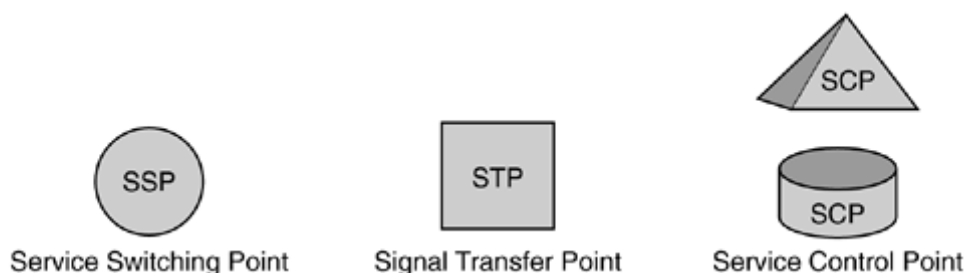 SSP
Service Switching Point
STP
Signal Transfer Point
SCP
SCP
Service Control Point